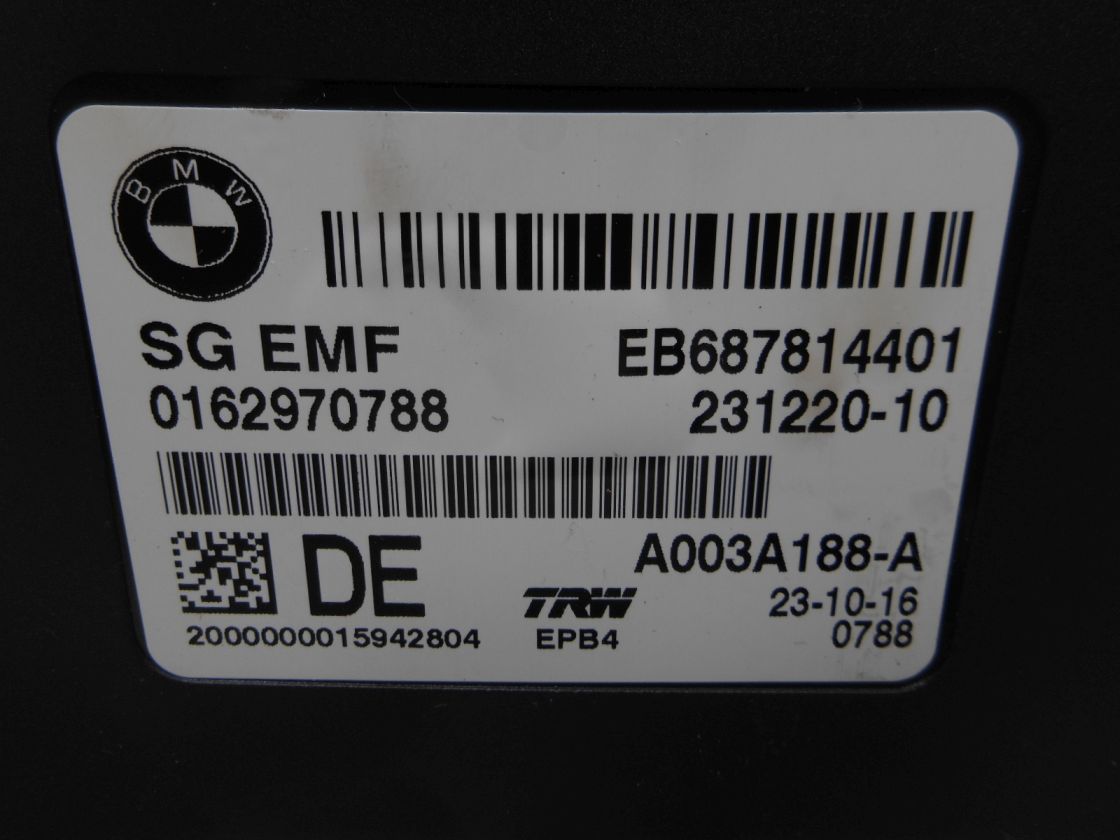 BMW
SG EMF
EB687814401
0162970788
231220-10
DE
A003A188-A
TRW
23-10-16
2000000015942804
EPB4
0788